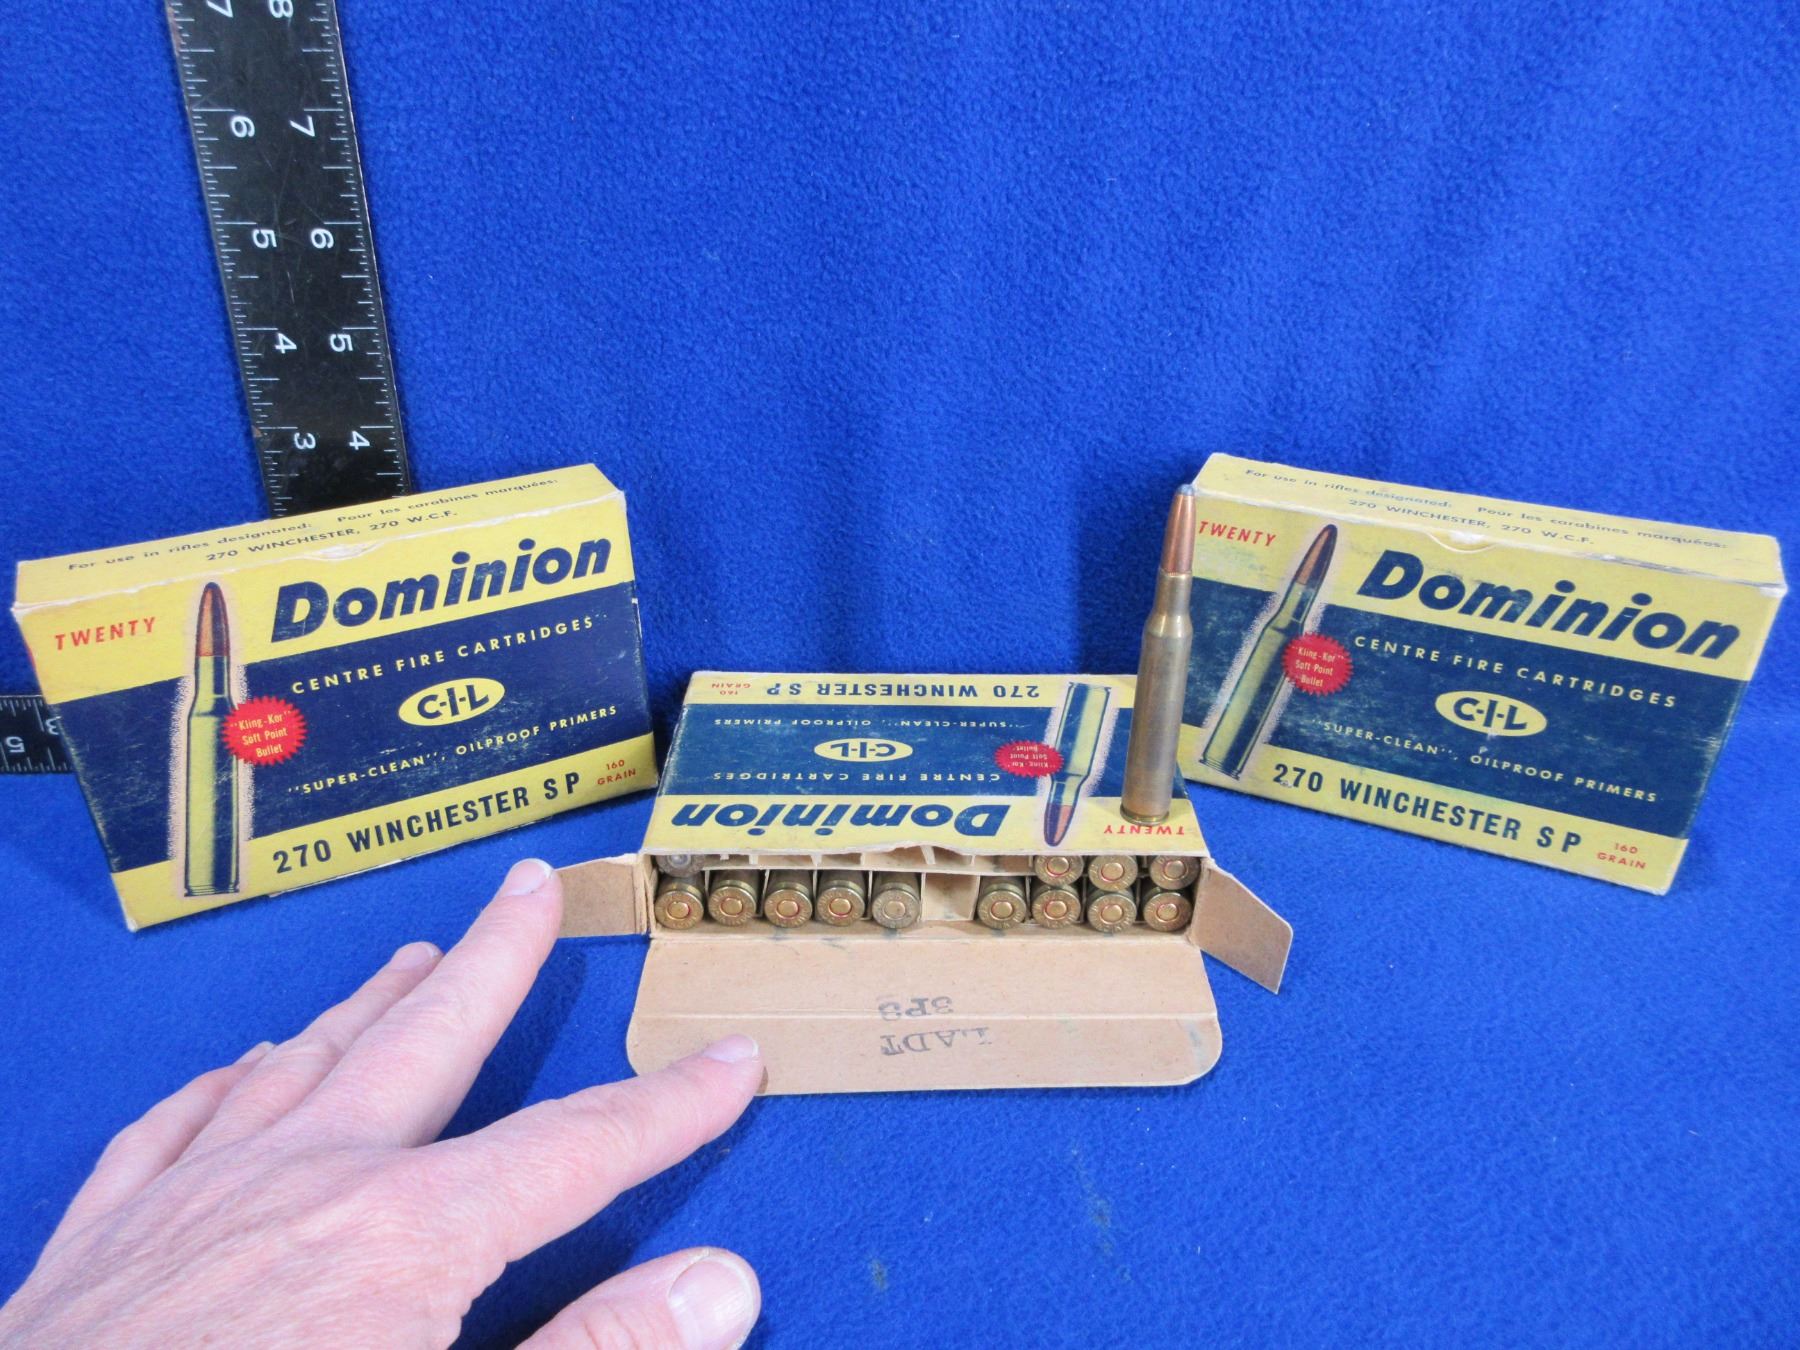 7 8
6 7
5 6
4 5
3 4
3
5
For use in rifles designated: Pour les carabines marquées:
270 WINCHESTER, 270 W.C.F.
TWENTY
Dominion
CENTRE FIRE CARTRIDGES
C-I-L
"Kling-Kor"
Soft Point
Bullet
"SUPER-CLEAN", OILPROOF PRIMERS
270 WINCHESTER SP
160
GRAIN
TWENTY
Dominion
CENTRE FIRE CARTRIDGES
C-I-L
"Kling-Kor"
Soft Point
Bullet
"SUPER-CLEAN", OILPROOF PRIMERS
270 WINCHESTER SP
160
GRAIN
For use in rifles designated: Pour les carabines marquées:
270 WINCHESTER, 270 W.C.F.
TWENTY
Dominion
CENTRE FIRE CARTRIDGES
C-I-L
"Kling-Kor"
Soft Point
Bullet
"SUPER-CLEAN", OILPROOF PRIMERS
270 WINCHESTER SP
160
GRAIN